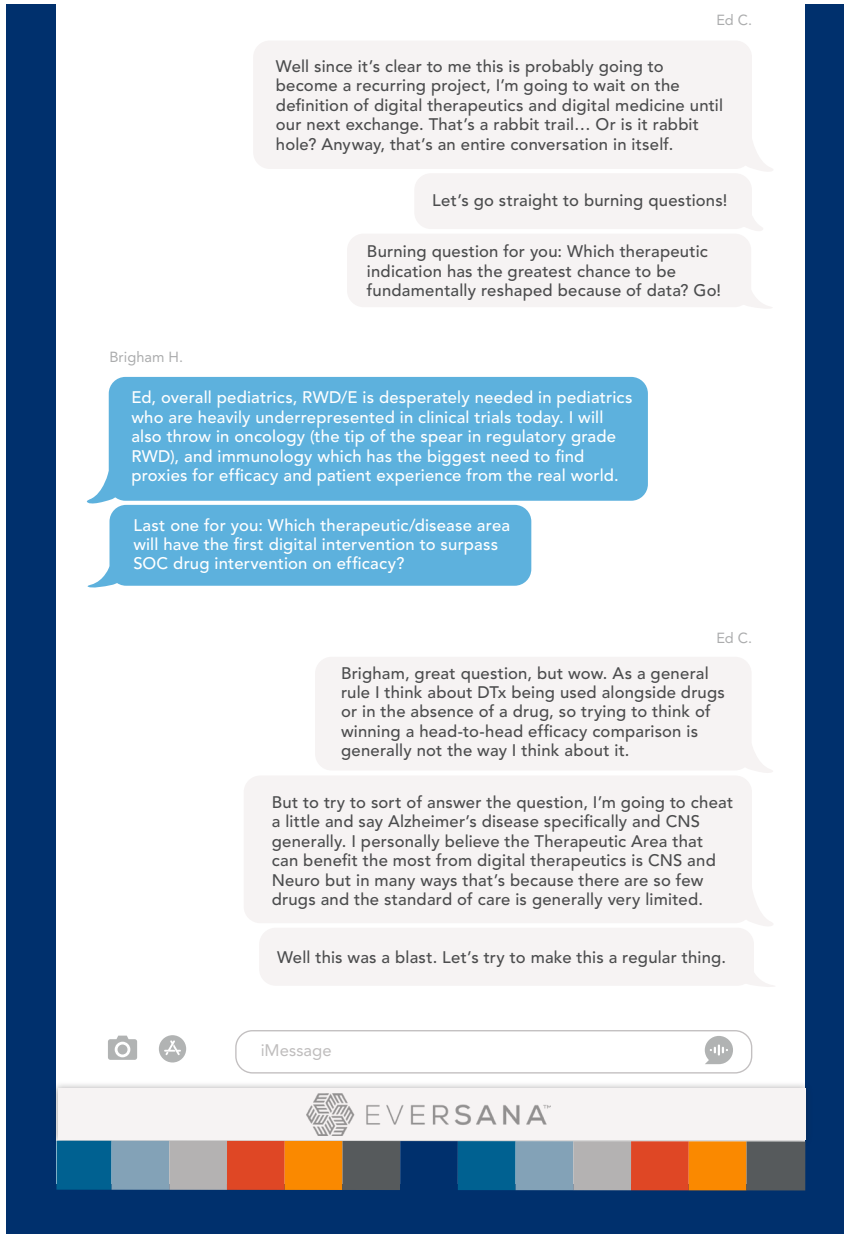 Ed C.
Well since it's clear to me this is probably going to
become a recurring project, I'm going to wait on the
definition of digital therapeutics and digital medicine until
our next exchange. That's a rabbit trail… Or is it rabbit
hole? Anyway, that's an entire conversation in itself.
Let's go straight to burning questions!
Burning question for you: Which therapeutic
indication has the greatest chance to be
fundamentally reshaped because of data? Go!
Brigham H.
Ed, overall pediatrics, RWD/E is desperately needed in pediatrics
who are heavily underrepresented in clinical trials today. I will
also throw in oncology (the tip of the spear in regulatory grade
RWD), and immunology which has the biggest need to find
proxies for efficacy and patient experience from the real world.
Last one for you: Which therapeutic/disease area
will have the first digital intervention to surpass
SOC drug intervention on efficacy?
Ed C.
Brigham, great question, but wow. As a general
rule I think about DTx being used alongside drugs
or in the absence of a drug, so trying to think of
winning a head-to-head efficacy comparison is
generally not the way I think about it.
But to try to sort of answer the question, I'm going to cheat
a little and say Alzheimer's disease specifically and CNS
generally. I personally believe the Therapeutic Area that
can benefit the most from digital therapeutics is CNS and
Neuro but in many ways that's because there are so few
drugs and the standard of care is generally very limited.
Well this was a blast. Let's try to make this a regular thing.
iMessage
EVERSANA™